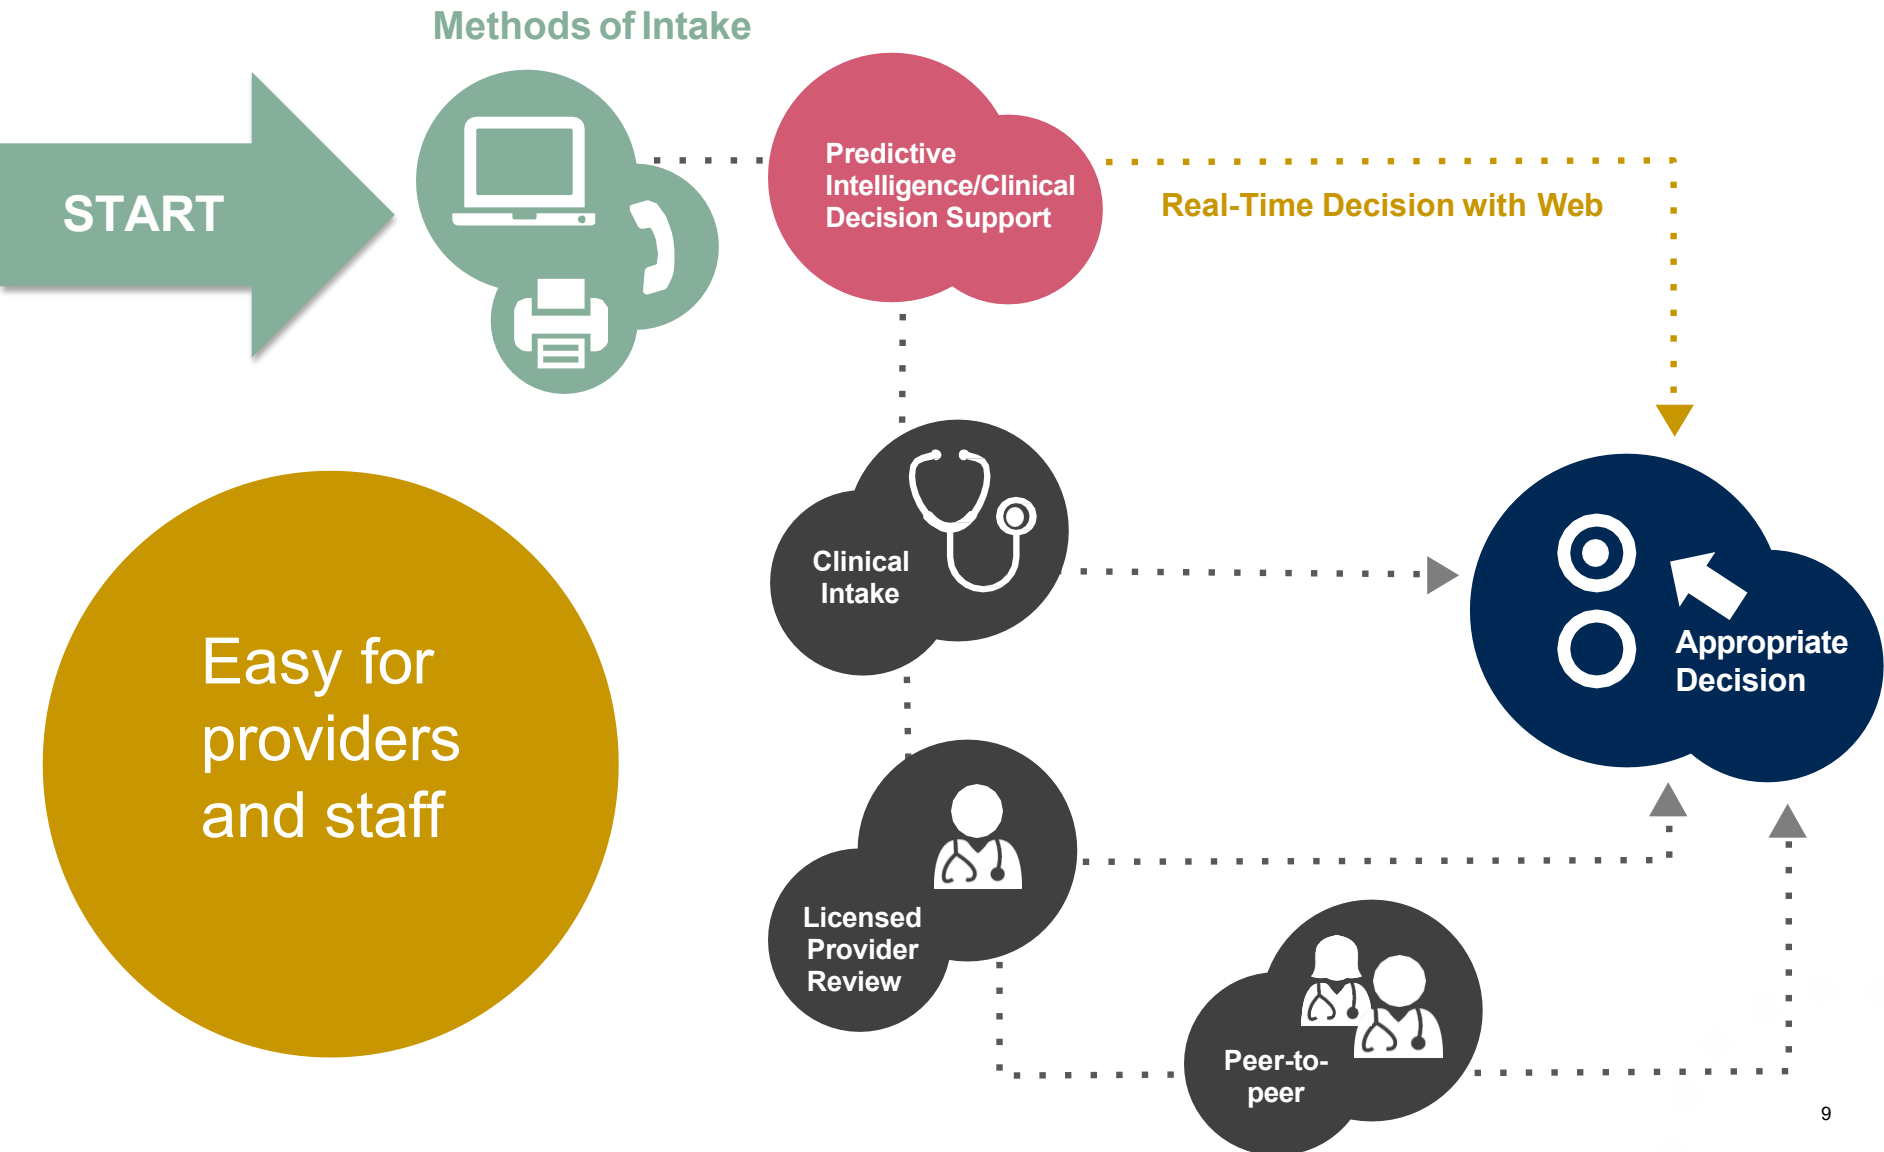 Methods of Intake
START
Predictive
Intelligence/Clinical
Decision Support
Real-Time Decision with Web
Clinical
Intake
Appropriate
Decision
Easy for
providers
and staff
Licensed
Provider
Review
Peer-to-
peer
9